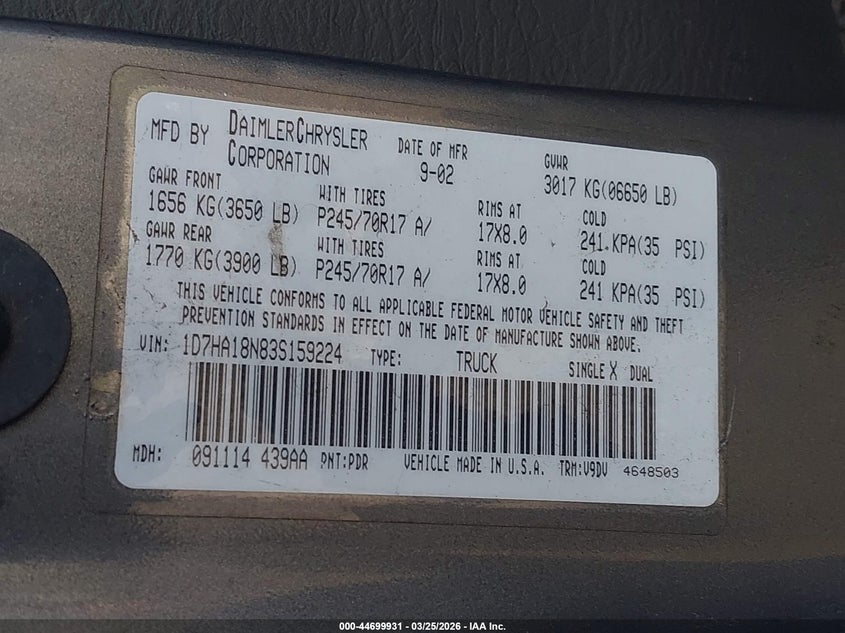 MFD BY DAIMLERCHRYSLER CORPORATION DATE OF MFR 9-02 GVWR 3017 KG(06650 LB)
GAWR FRONT WITH TIRES RIMS AT COLD
1656 KG(3650 LB) P245/70R17 A/ 17X8.0 241 KPA(35 PSI)
GAWR REAR WITH TIRES RIMS AT COLD
1770 KG(3900 LB) P245/70R17 A/ 17X8.0 241 KPA(35 PSI)
THIS VEHICLE CONFORMS TO ALL APPLICABLE FEDERAL MOTOR VEHICLE SAFETY AND THEFT
PREVENTION STANDARDS IN EFFECT ON THE DATE OF MANUFACTURE SHOWN ABOVE.
VIN: 1D7HA18N83S159224 TYPE: TRUCK SINGLE X DUAL
MDH: 091114 439AA PNT:PDR VEHICLE MADE IN U.S.A. TRM:V9DV 4648503
000-44699931 - 03/25/2026 - IAA Inc.